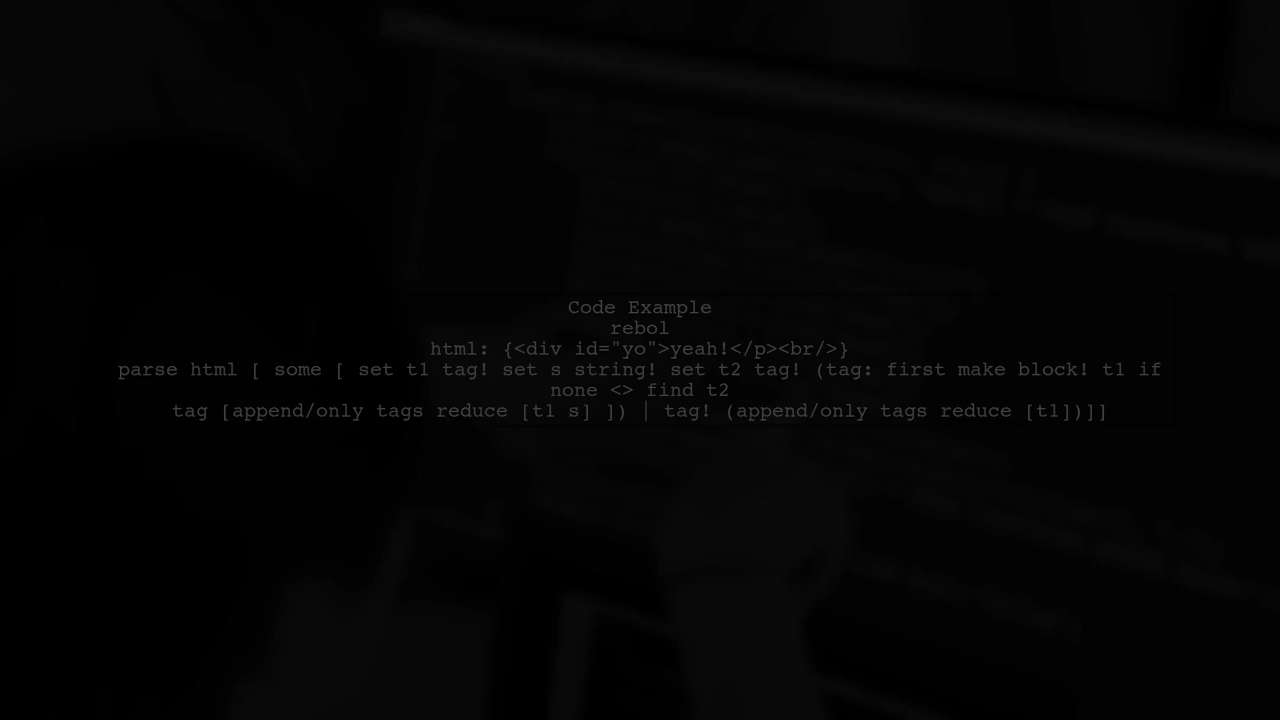 Code Example
rebol
html: {<div id="yo">yeah!</p><br/>}
parse html [ some [ set t1 tag! set s string! set t2 tag! (tag: first make block! t1 if
none <> find t2
tag [append/only tags reduce [t1 s] ]) | tag! (append/only tags reduce [t1])]]